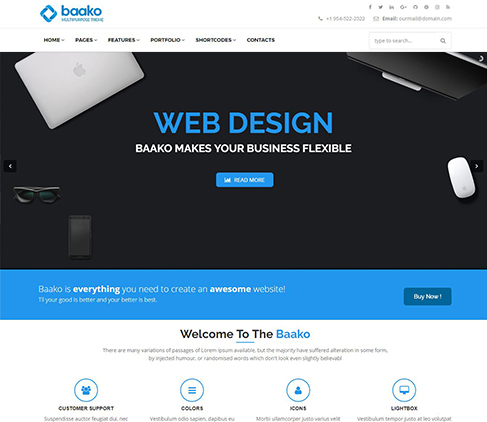 baako
MULTIPURPOSE THEME
+1 504-522-2322 Email: ourmail@domain.com
HOME PAGES FEATURES PORTFOLIO SHORTCODES CONTACTS
type to search...
WEB DESIGN
BAAKO MAKES YOUR BUSINESS FLEXIBLE
READ MORE
Baako is everything you need to create an awesome website!
Til your good is better and your better is best.
Buy Now !
Welcome To The Baako
There are many variations of passages of Lorem Ipsum available, but the majority have suffered alteration in some form,
by injected humour, or randomised words which don't look even slightly believable!
CUSTOMER SUPPORT COLORS ICONS LIGHTBOX
Suspendisse auctor feugiat dui, nec Vestibulum odio sapien, dapibus eu Morbi ullamcorper justo varius velit Vestibulum tempor justo at leo volutpat